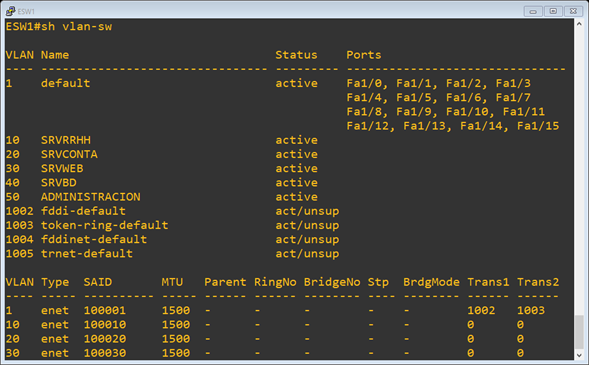 ESW1
ESW1#sh vlan-sw
VLAN Name                             Status    Ports
---- -------------------------------- --------- -------------------------------
1    default                          active    Fa1/0, Fa1/1, Fa1/2, Fa1/3
                                                Fa1/4, Fa1/5, Fa1/6, Fa1/7
                                                Fa1/8, Fa1/9, Fa1/10, Fa1/11
                                                Fa1/12, Fa1/13, Fa1/14, Fa1/15
10   SRVRRHH                          active
20   SRVCONTA                         active
30   SRVWEB                           active
40   SRVBD                            active
50   ADMINISTRACION                   active
1002 fddi-default                     act/unsup
1003 token-ring-default               act/unsup
1004 fddinet-default                  act/unsup
1005 trnet-default                    act/unsup
VLAN Type  SAID       MTU   Parent RingNo BridgeNo Stp  BrdgMode Trans1 Trans2
---- ----- ---------- ----- ------ ------ -------- ---- -------- ------ ------
1    enet  100001     1500  -      -      -        -    -        1002   1003
10   enet  100010     1500  -      -      -        -    -        0      0
20   enet  100020     1500  -      -      -        -    -        0      0
30   enet  100030     1500  -      -      -        -    -        0      0